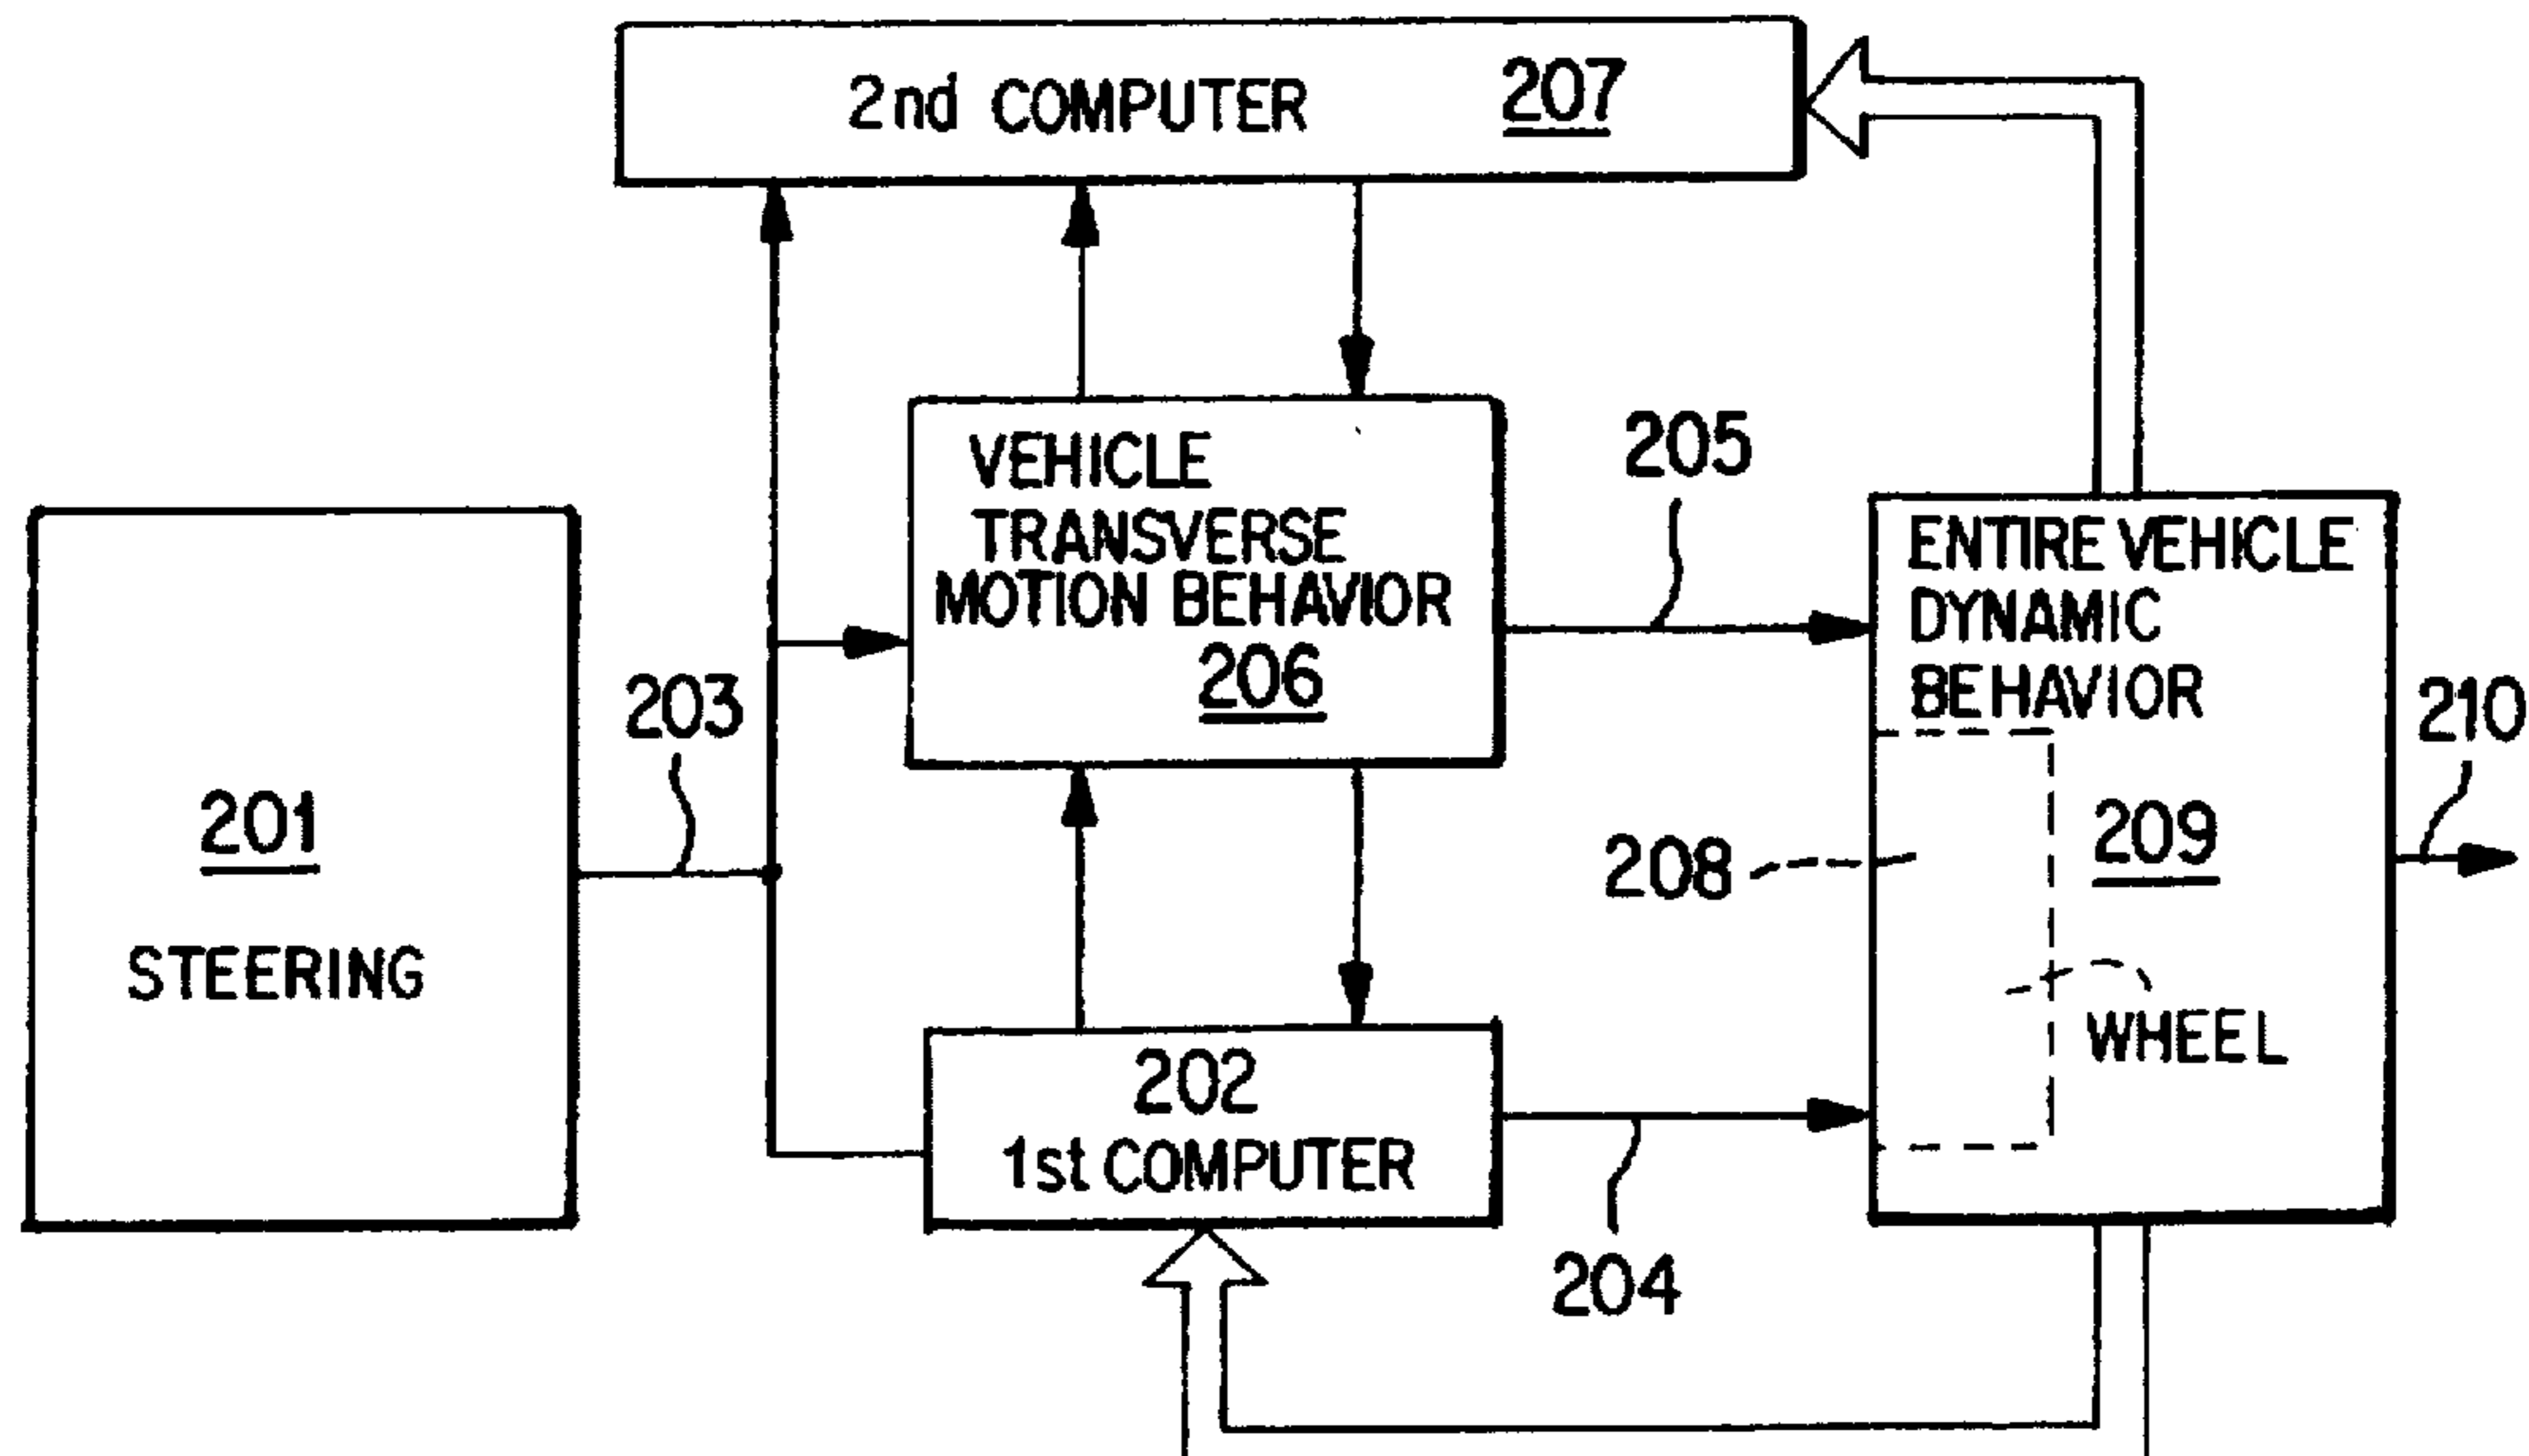 2nd COMPUTER 207
VEHICLE
TRANSVERSE
MOTION BEHAVIOR
206
205
ENTIRE VEHICLE
DYNAMIC
BEHAVIOR
203
210
201
STEERING
208
209
WHEEL
202
1st COMPUTER
204